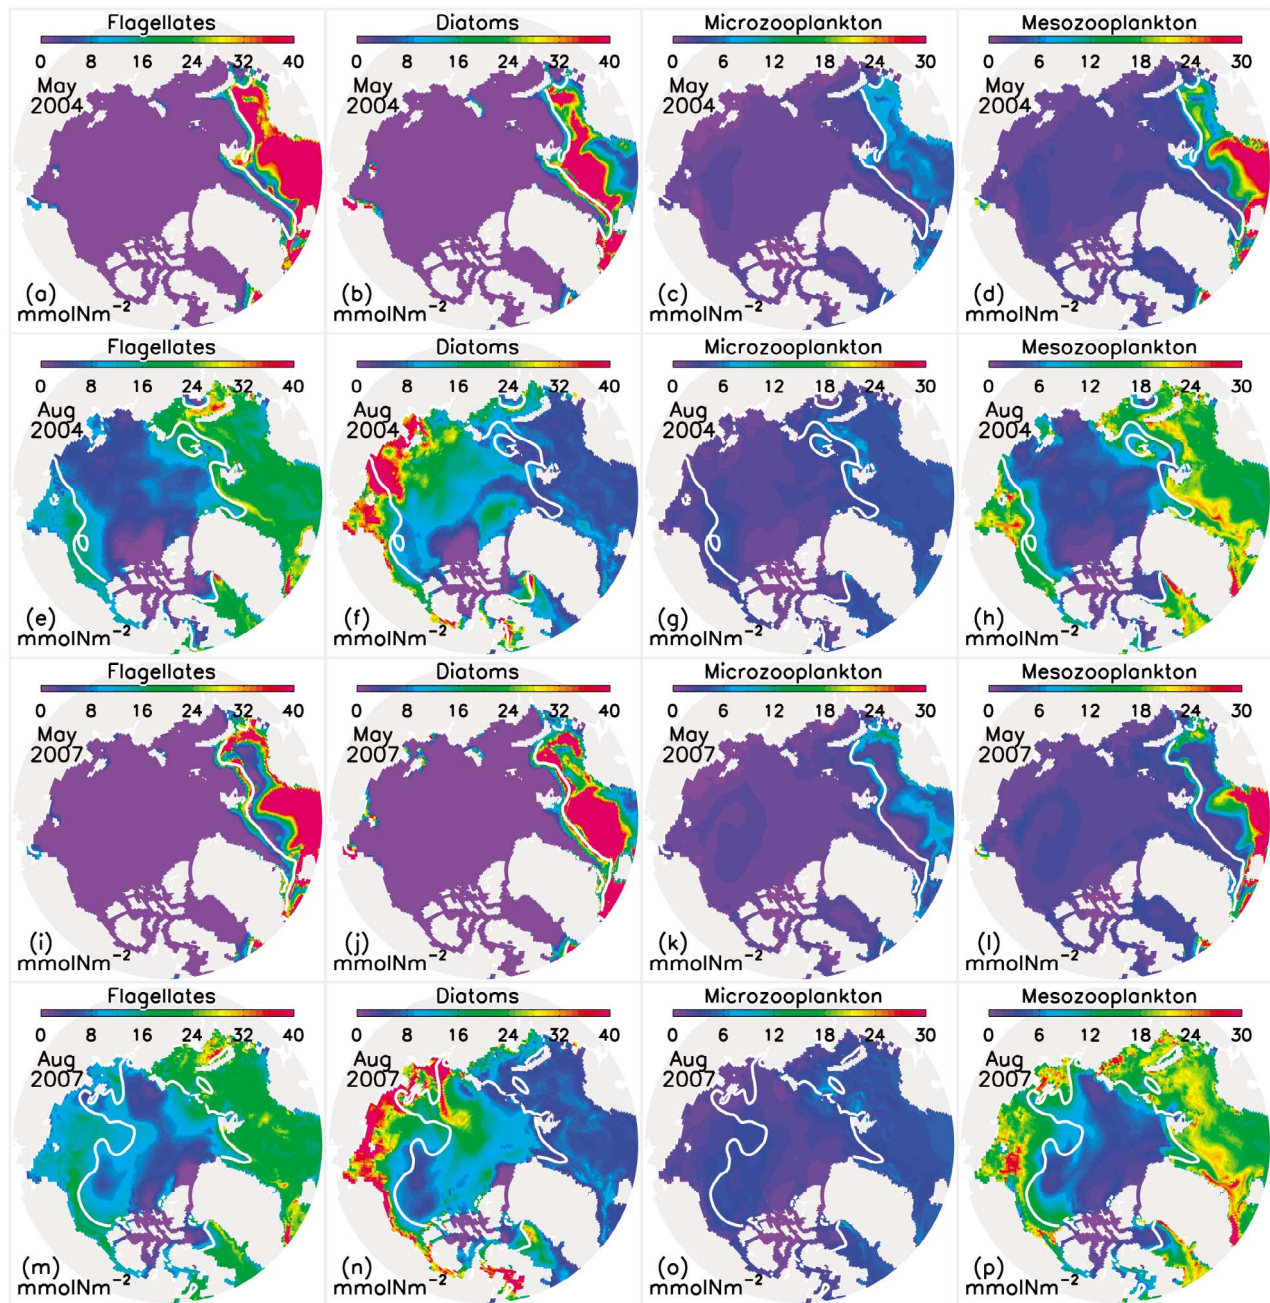 Flagellates Diatoms Microzooplankton Mesozooplankton
0 8 16 24 32 40 0 8 16 24 32 40 0 6 12 18 24 30 0 6 12 18 24 30
May May May May
2004 2004 2004 2004
(a) (b) (c) (d)
mmolNm⁻² mmolNm⁻² mmolNm⁻² mmolNm⁻²
Flagellates Diatoms Microzooplankton Mesozooplankton
0 8 16 24 32 40 0 8 16 24 32 40 0 6 12 18 24 30 0 6 12 18 24 30
Aug Aug Aug Aug
2004 2004 2004 2004
(e) (f) (g) (h)
mmolNm⁻² mmolNm⁻² mmolNm⁻² mmolNm⁻²
Flagellates Diatoms Microzooplankton Mesozooplankton
0 8 16 24 32 40 0 8 16 24 32 40 0 6 12 18 24 30 0 6 12 18 24 30
May May May May
2007 2007 2007 2007
(i) (j) (k) (l)
mmolNm⁻² mmolNm⁻² mmolNm⁻² mmolNm⁻²
Flagellates Diatoms Microzooplankton Mesozooplankton
0 8 16 24 32 40 0 8 16 24 32 40 0 6 12 18 24 30 0 6 12 18 24 30
Aug Aug Aug Aug
2007 2007 2007 2007
(m) (n) (o) (p)
mmolNm⁻² mmolNm⁻² mmolNm⁻² mmolNm⁻²